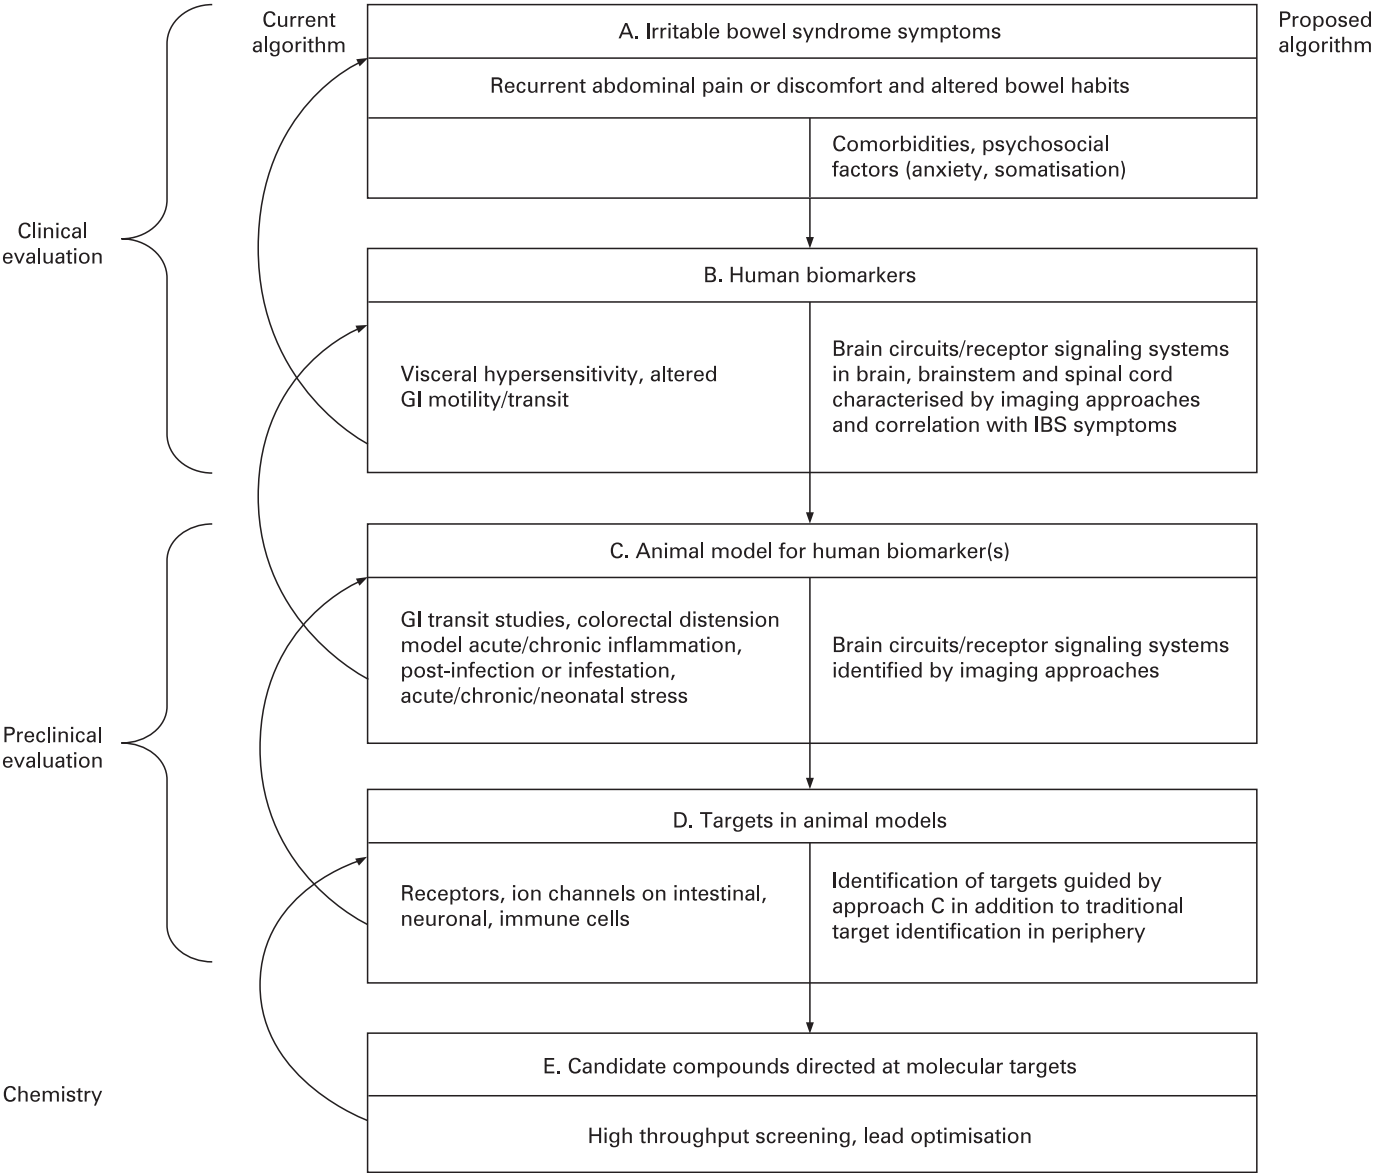 Current
algorithm
A. Irritable bowel syndrome symptoms
Proposed
algorithm
Recurrent abdominal pain or discomfort and altered bowel habits
Comorbidities, psychosocial
factors (anxiety, somatisation)
Clinical
evaluation
B. Human biomarkers
Visceral hypersensitivity, altered
GI motility/transit
Brain circuits/receptor signaling systems
in brain, brainstem and spinal cord
characterised by imaging approaches
and correlation with IBS symptoms
C. Animal model for human biomarker(s)
GI transit studies, colorectal distension
model acute/chronic inflammation,
post-infection or infestation,
acute/chronic/neonatal stress
Brain circuits/receptor signaling systems
identified by imaging approaches
Preclinical
evaluation
D. Targets in animal models
Receptors, ion channels on intestinal,
neuronal, immune cells
Identification of targets guided by
approach C in addition to traditional
target identification in periphery
E. Candidate compounds directed at molecular targets
Chemistry
High throughput screening, lead optimisation